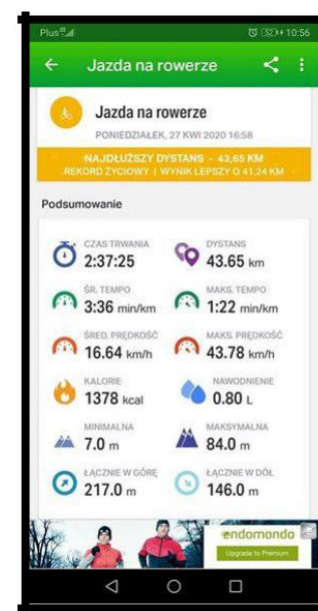 Plus 10:56
Jazda na rowerze
Jazda na rowerze
PONIEDZIAŁEK, 27 KWI 2020 16:58
NAJDŁUŻSZY DYSTANS - 43,65 KM
REKORD ŻYCIOWY | WYNIK LEPSZY O 41,24 KM
Podsumowanie
CZAS TRWANIA
2:37:25
DYSTANS
43.65 km
ŚR. TEMPO
3:36 min/km
MAKS. TEMPO
1:22 min/km
ŚRED. PRĘDKOŚĆ
16.64 km/h
MAKS. PRĘDKOŚĆ
43.78 km/h
KALORIE
1378 kcal
NAWODNIENIE
0.80 L
MINIMALNA
7.0 m
MAKSYMALNA
84.0 m
ŁĄCZNIE W GÓRĘ
217.0 m
ŁĄCZNIE W DÓŁ
146.0 m
endomondo
Upgrade to Premium